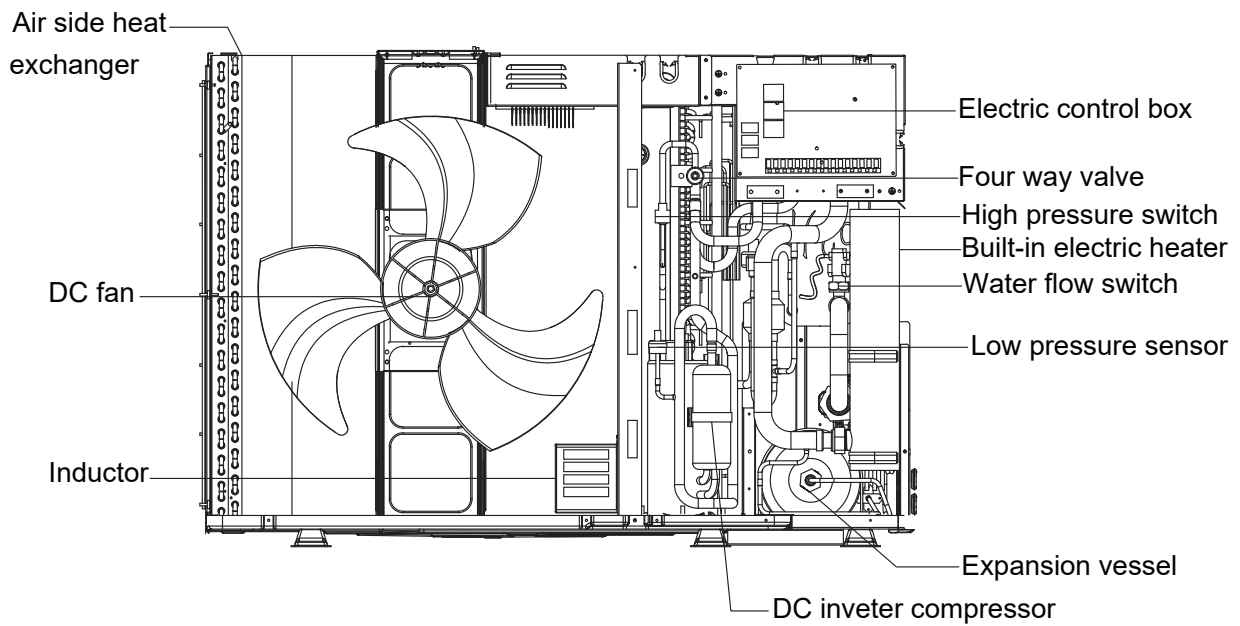 Air side heat
exchanger
DC fan
Inductor
Electric control box
Four way valve
High pressure switch
Built-in electric heater
Water flow switch
Low pressure sensor
Expansion vessel
DC inveter compressor